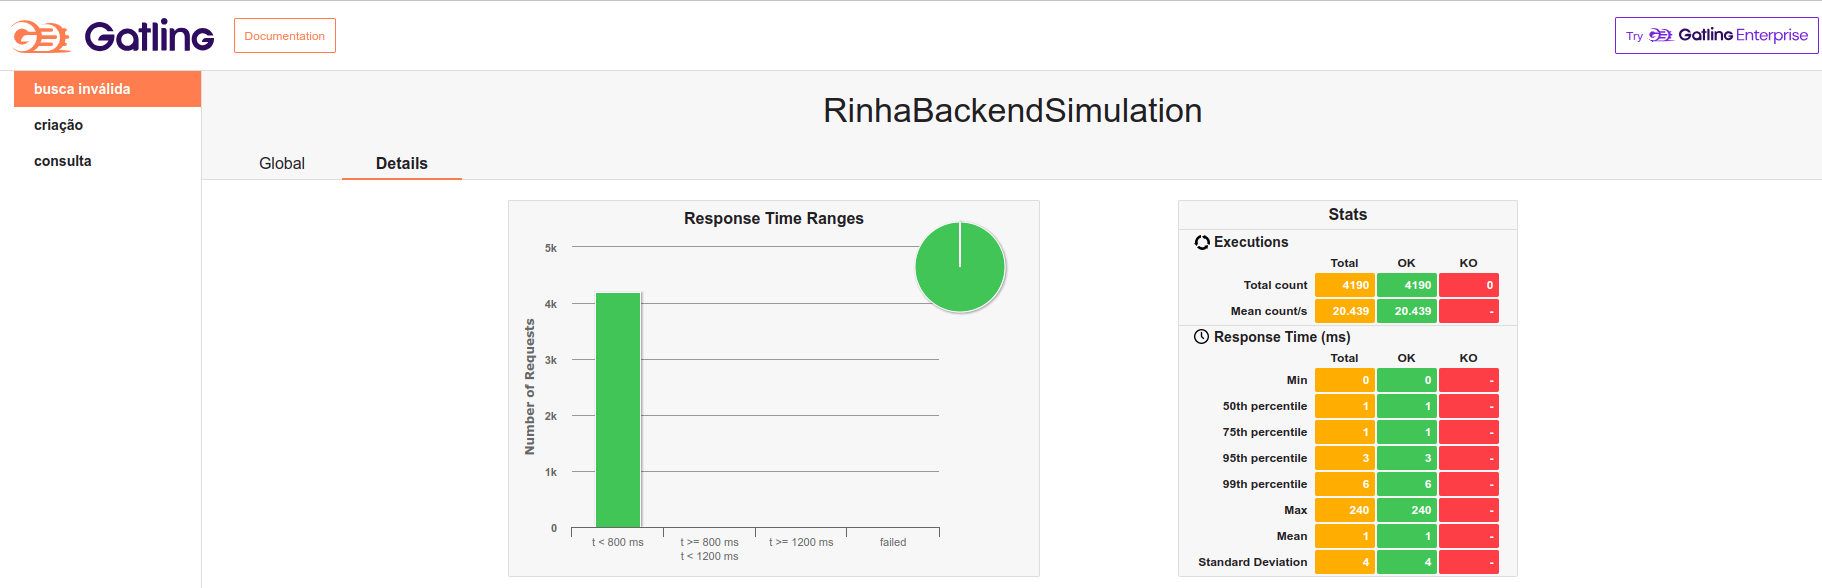 Gatling
Documentation
Try Gatling Enterprise
busca inválida
criação
consulta
RinhaBackendSimulation
Global
Details
Response Time Ranges
Number of Requests
5k
4k
3k
2k
1k
0
t < 800 ms
t >= 800 ms
t < 1200 ms
t >= 1200 ms
failed
Stats
Executions
Total OK KO
Total count 4190 4190 0
Mean count/s 20.439 20.439 -
Response Time (ms)
Total OK KO
Min 0 0 -
50th percentile 1 1 -
75th percentile 1 1 -
95th percentile 3 3 -
99th percentile 6 6 -
Max 240 240 -
Mean 1 1 -
Standard Deviation 4 4 -